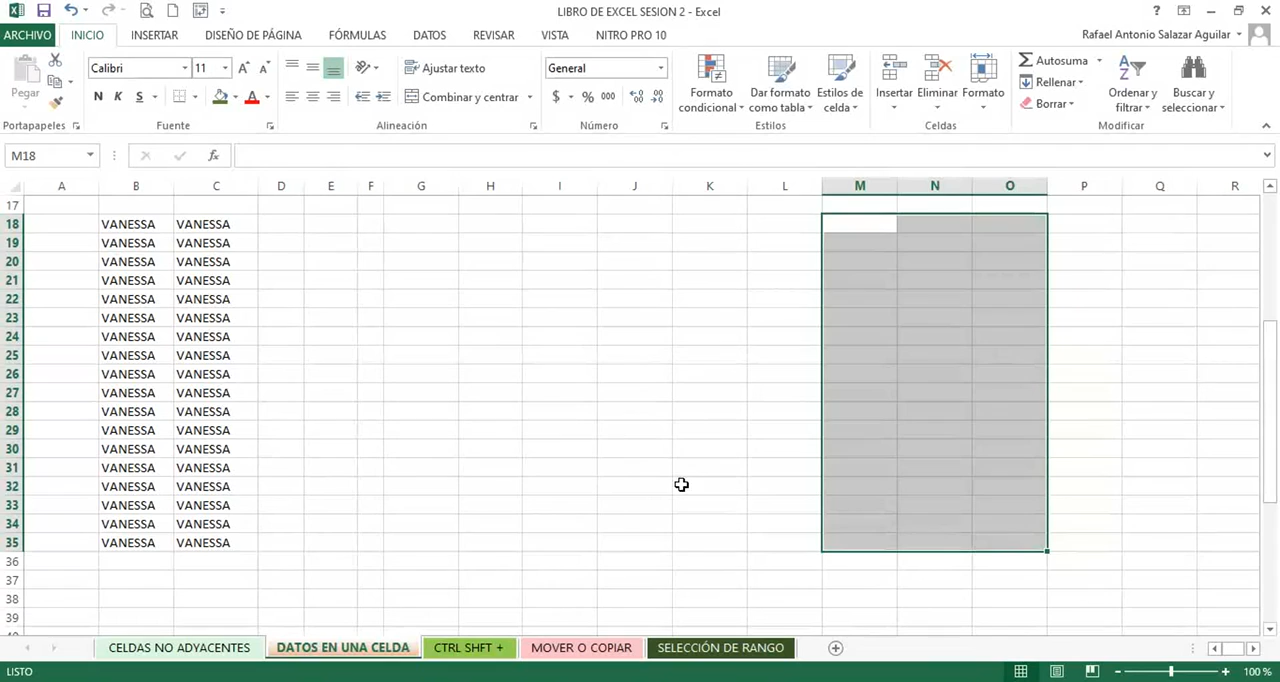 LIBRO DE EXCEL SESION 2 - Excel
?
ARCHIVO INICIO INSERTAR DISEÑO DE PÁGINA FÓRMULAS DATOS REVISAR VISTA NITRO PRO 10 Rafael Antonio Salazar Aguilar
Pegar
Calibri 11
N K S
Ajustar texto
Combinar y centrar
General
$ % 000
Formato condicional
Dar formato como tabla
Estilos de celda
Insertar
Eliminar
Formato
Autosuma
Rellenar
Borrar
Ordenar y filtrar
Buscar y seleccionar
Portapapeles Fuente Alineación Número Estilos Celdas Modificar
M18 fx
A B C D E F G H I J K L M N O P Q R
17
18 VANESSA VANESSA
19 VANESSA VANESSA
20 VANESSA VANESSA
21 VANESSA VANESSA
22 VANESSA VANESSA
23 VANESSA VANESSA
24 VANESSA VANESSA
25 VANESSA VANESSA
26 VANESSA VANESSA
27 VANESSA VANESSA
28 VANESSA VANESSA
29 VANESSA VANESSA
30 VANESSA VANESSA
31 VANESSA VANESSA
32 VANESSA VANESSA
33 VANESSA VANESSA
34 VANESSA VANESSA
35 VANESSA VANESSA
36
37
38
39
CELDAS NO ADYACENTES DATOS EN UNA CELDA CTRL SHFT + MOVER O COPIAR SELECCIÓN DE RANGO
LISTO 100 %